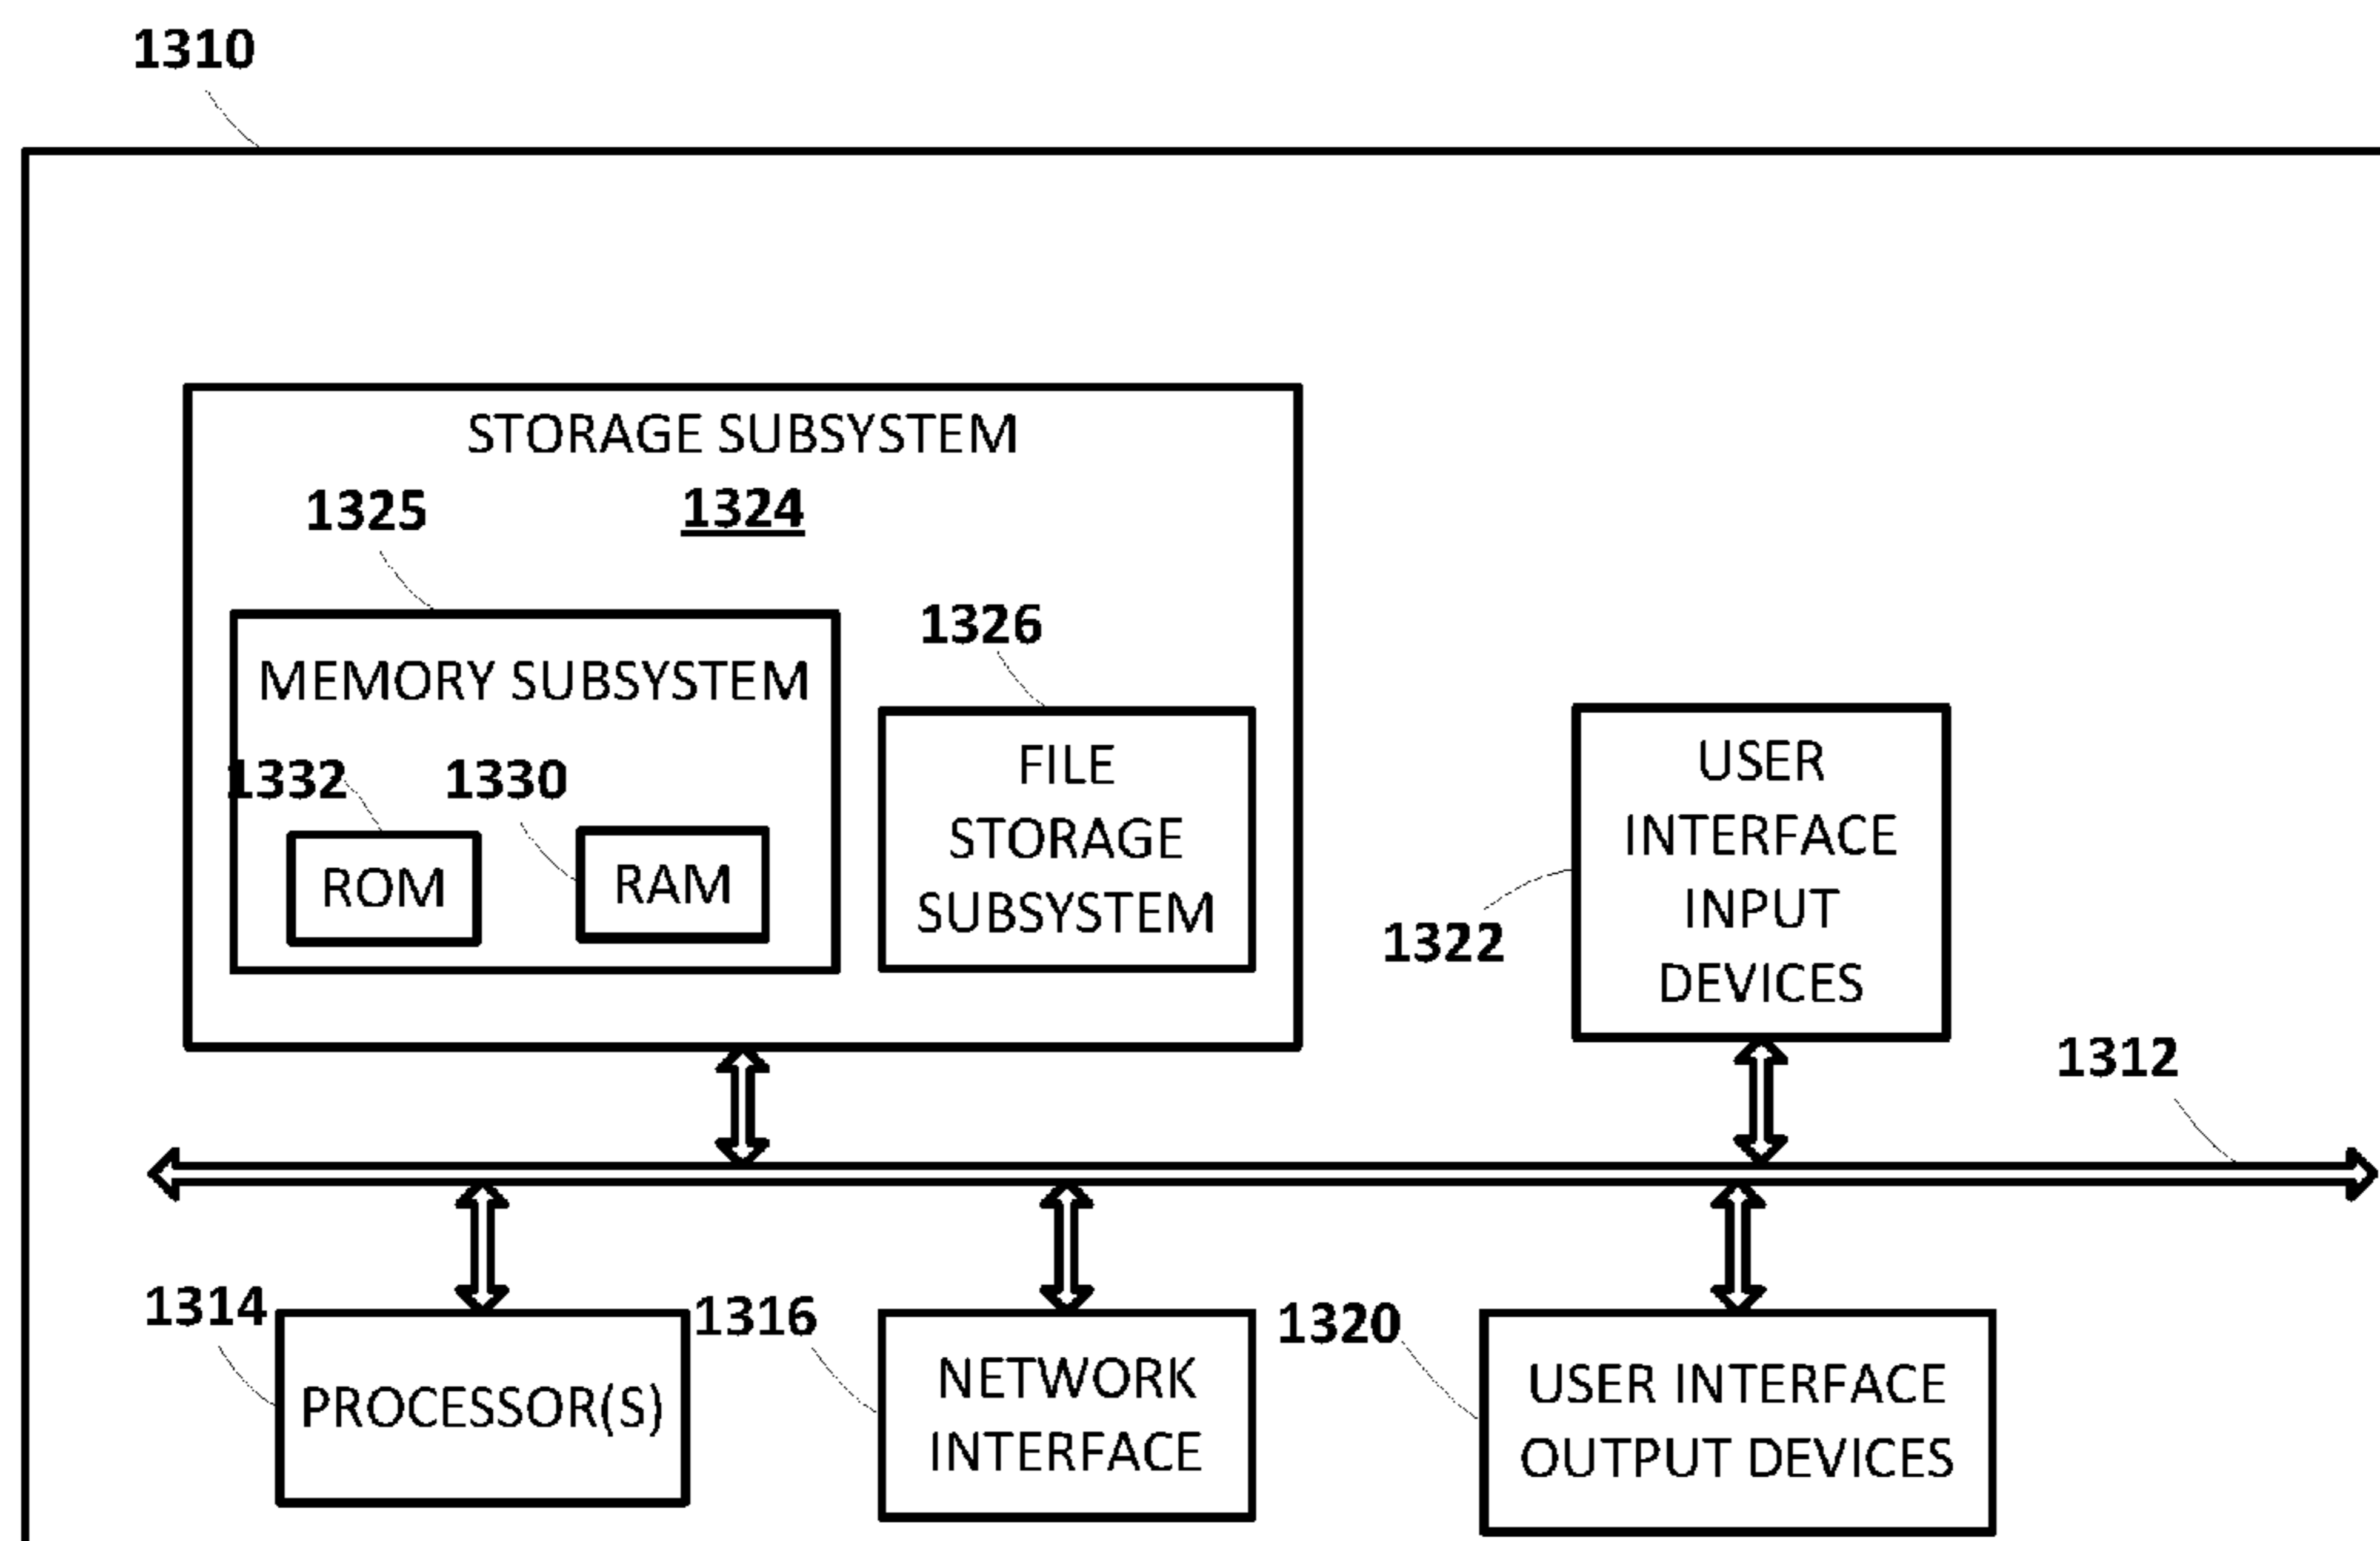 1310
STORAGE SUBSYSTEM
1325
1324
1326
MEMORY SUBSYSTEM
1332
1330
ROM
RAM
FILE
STORAGE
SUBSYSTEM
USER
INTERFACE
INPUT
DEVICES
1322
1312
1314
PROCESSOR(S)
1316
NETWORK
INTERFACE
1320
USER INTERFACE
OUTPUT DEVICES